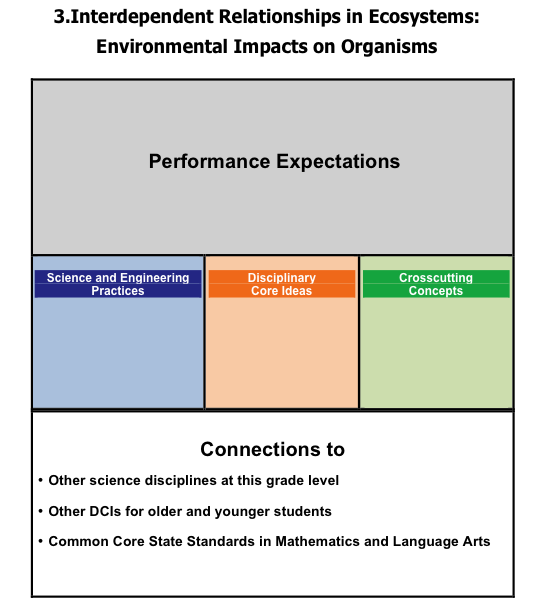 3.Interdependent Relationships in Ecosystems:
Environmental Impacts on Organisms
Performance Expectations
Science and Engineering
Practices
Disciplinary
Core Ideas
Crosscutting
Concepts
Connections to
• Other science disciplines at this grade level
• Other DCIs for older and younger students
• Common Core State Standards in Mathematics and Language Arts